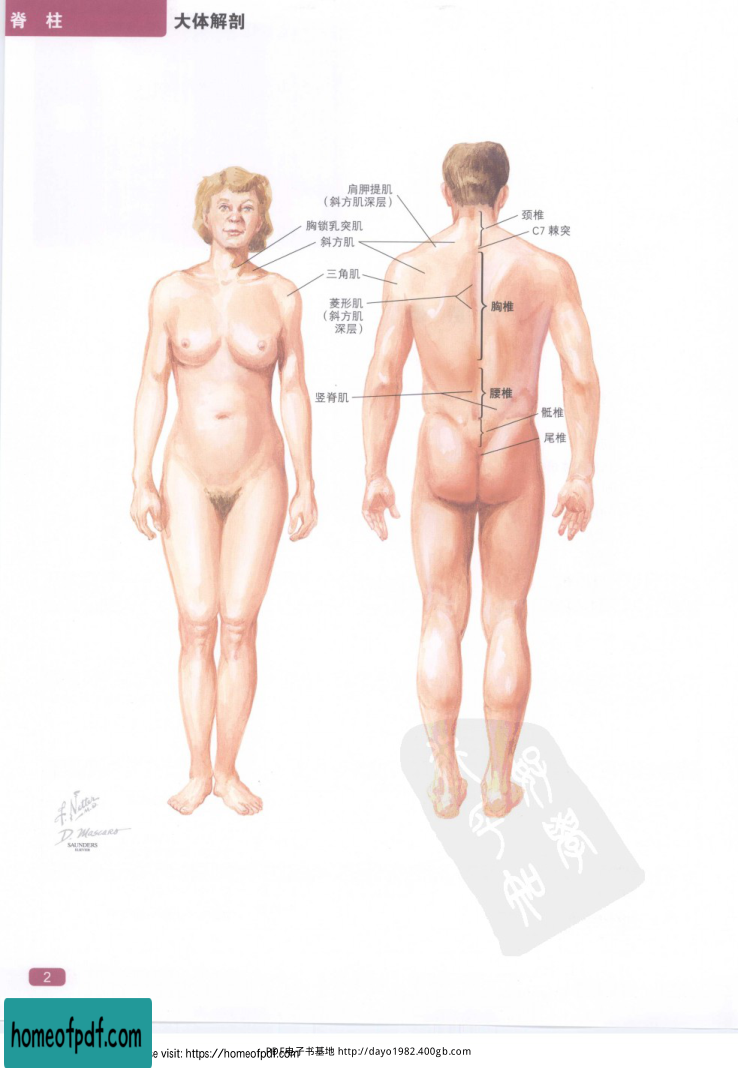 脊 柱
大体解剖
肩胛提肌
（斜方肌深层）
胸锁乳突肌
斜方肌
三角肌
菱形肌
（斜方肌
深层）
竖脊肌
颈椎
C7 棘突
胸椎
腰椎
骶椎
尾椎
F. Netter
D. Mascaro
SAUNDERS
ELSEVIER
2
homeofpdf.com
e visit: https://homeofpdf.com
电子书基地 http://dayo1982.400gb.com